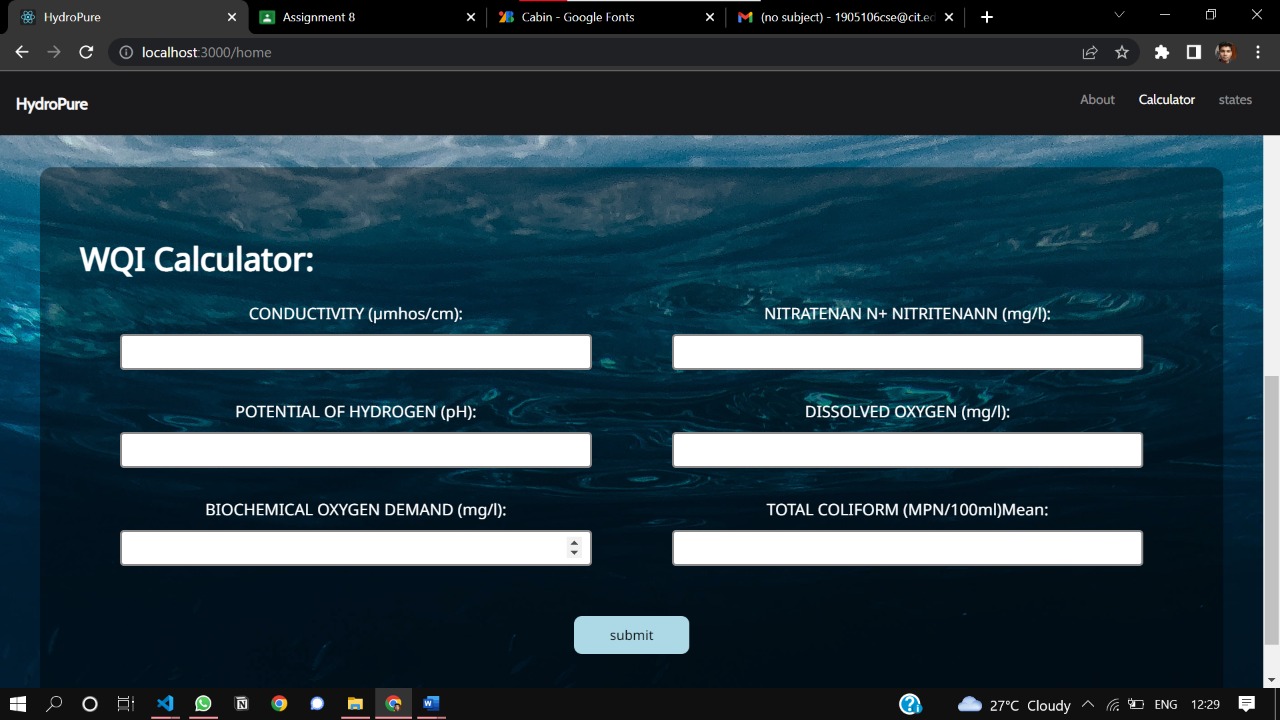 HydroPure
Assignment 8
Cabin - Google Fonts
(no subject) - 1905106cse@cit.ed
localhost:3000/home
HydroPure
About
Calculator
states
WQI Calculator:
CONDUCTIVITY (µmhos/cm):
NITRATENAN N+ NITRITENANN (mg/l):
POTENTIAL OF HYDROGEN (pH):
DISSOLVED OXYGEN (mg/l):
BIOCHEMICAL OXYGEN DEMAND (mg/l):
TOTAL COLIFORM (MPN/100ml)Mean:
submit
27°C Cloudy
ENG
12:29